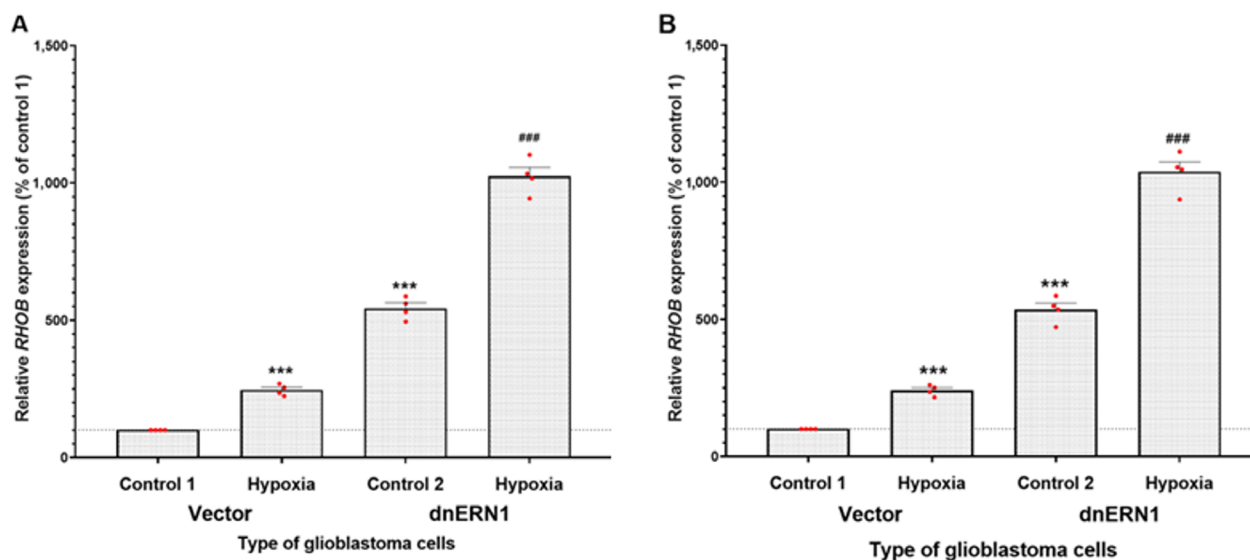 A
Relative RHOB expression (% of control 1)
1,500
1,000
500
0
***
***
###
Control 1 Hypoxia Control 2 Hypoxia
Vector dnERN1
Type of glioblastoma cells
B
Relative RHOB expression (% of control 1)
1,500
1,000
500
0
***
***
###
Control 1 Hypoxia Control 2 Hypoxia
Vector dnERN1
Type of glioblastoma cells